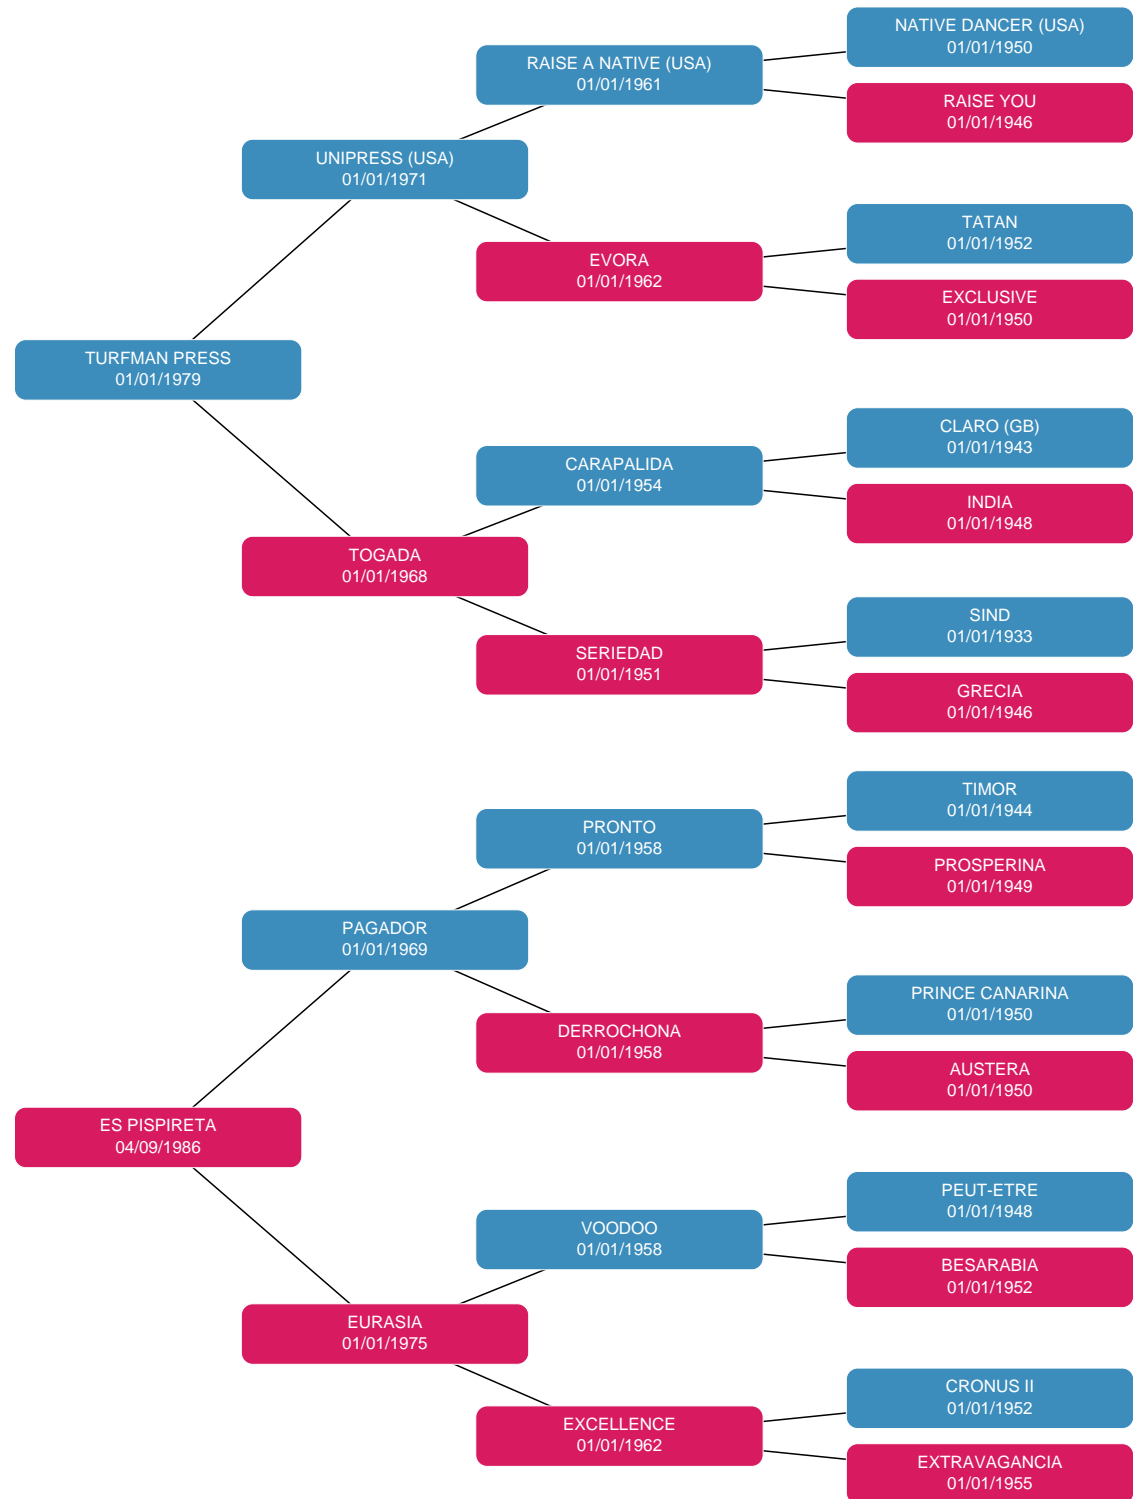 NATIVE DANCER (USA)
01/01/1950
RAISE A NATIVE (USA)
01/01/1961
RAISE YOU
01/01/1946
UNIPRESS (USA)
01/01/1971
TATAN
01/01/1952
EVORA
01/01/1962
EXCLUSIVE
01/01/1950
TURFMAN PRESS
01/01/1979
CLARO (GB)
01/01/1943
CARAPALIDA
01/01/1954
INDIA
01/01/1948
TOGADA
01/01/1968
SIND
01/01/1933
SERIEDAD
01/01/1951
GRECIA
01/01/1946
TIMOR
01/01/1944
PRONTO
01/01/1958
PROSPERINA
01/01/1949
PAGADOR
01/01/1969
PRINCE CANARINA
01/01/1950
DERROCHONA
01/01/1958
AUSTERA
01/01/1950
ES PISPIRETA
04/09/1986
PEUT-ETRE
01/01/1948
VOODOO
01/01/1958
BESARABIA
01/01/1952
EURASIA
01/01/1975
CRONUS II
01/01/1952
EXCELLENCE
01/01/1962
EXTRAVAGANCIA
01/01/1955